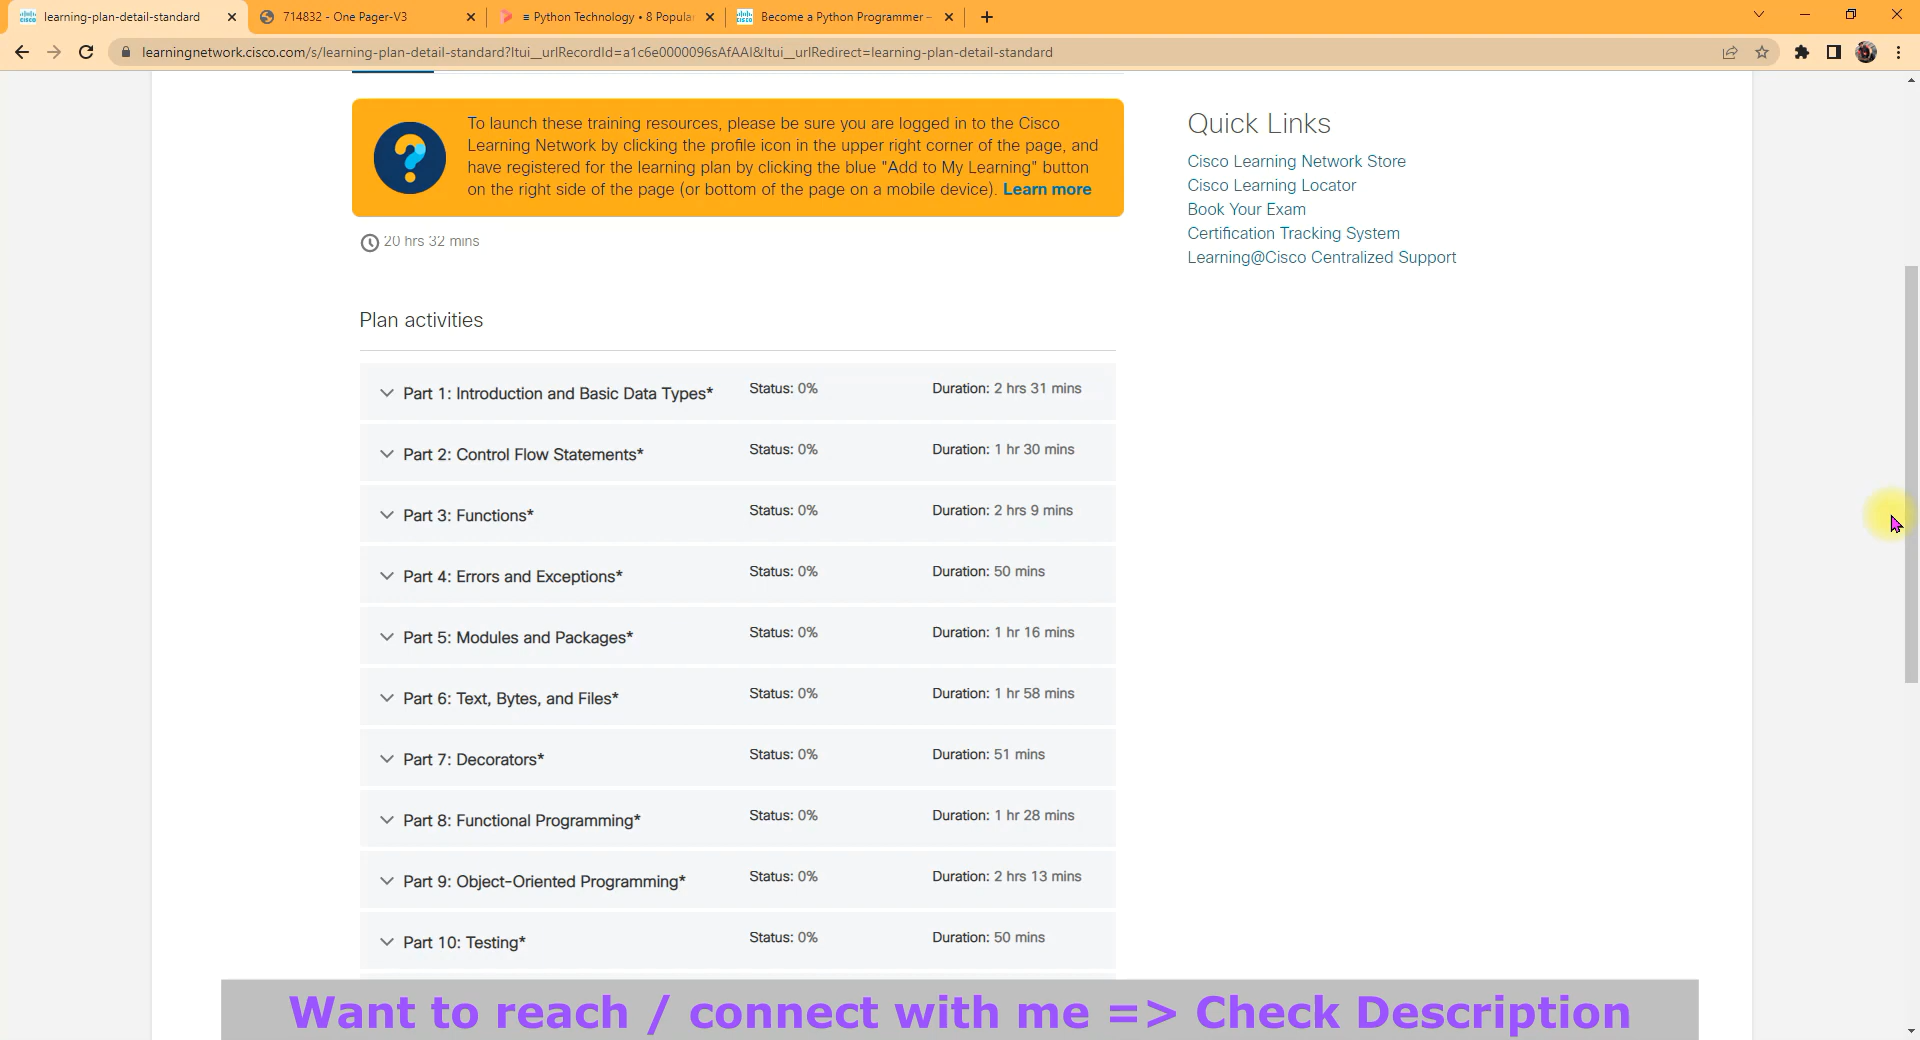 learning-plan-detail-standard
714832 - One Pager-V3
≡ Python Technology • 8 Popula
Become a Python Programmer –
learningnetwork.cisco.com/s/learning-plan-detail-standard?ltui__urlRecordId=a1c6e0000096sAfAAI&ltui__urlRedirect=learning-plan-detail-standard
To launch these training resources, please be sure you are logged in to the Cisco
Learning Network by clicking the profile icon in the upper right corner of the page, and
have registered for the learning plan by clicking the blue "Add to My Learning" button
on the right side of the page (or bottom of the page on a mobile device). Learn more
20 hrs 32 mins
Quick Links
Cisco Learning Network Store
Cisco Learning Locator
Book Your Exam
Certification Tracking System
Learning@Cisco Centralized Support
Plan activities
Part 1: Introduction and Basic Data Types* Status: 0% Duration: 2 hrs 31 mins
Part 2: Control Flow Statements* Status: 0% Duration: 1 hr 30 mins
Part 3: Functions* Status: 0% Duration: 2 hrs 9 mins
Part 4: Errors and Exceptions* Status: 0% Duration: 50 mins
Part 5: Modules and Packages* Status: 0% Duration: 1 hr 16 mins
Part 6: Text, Bytes, and Files* Status: 0% Duration: 1 hr 58 mins
Part 7: Decorators* Status: 0% Duration: 51 mins
Part 8: Functional Programming* Status: 0% Duration: 1 hr 28 mins
Part 9: Object-Oriented Programming* Status: 0% Duration: 2 hrs 13 mins
Part 10: Testing* Status: 0% Duration: 50 mins
Want to reach / connect with me => Check Description